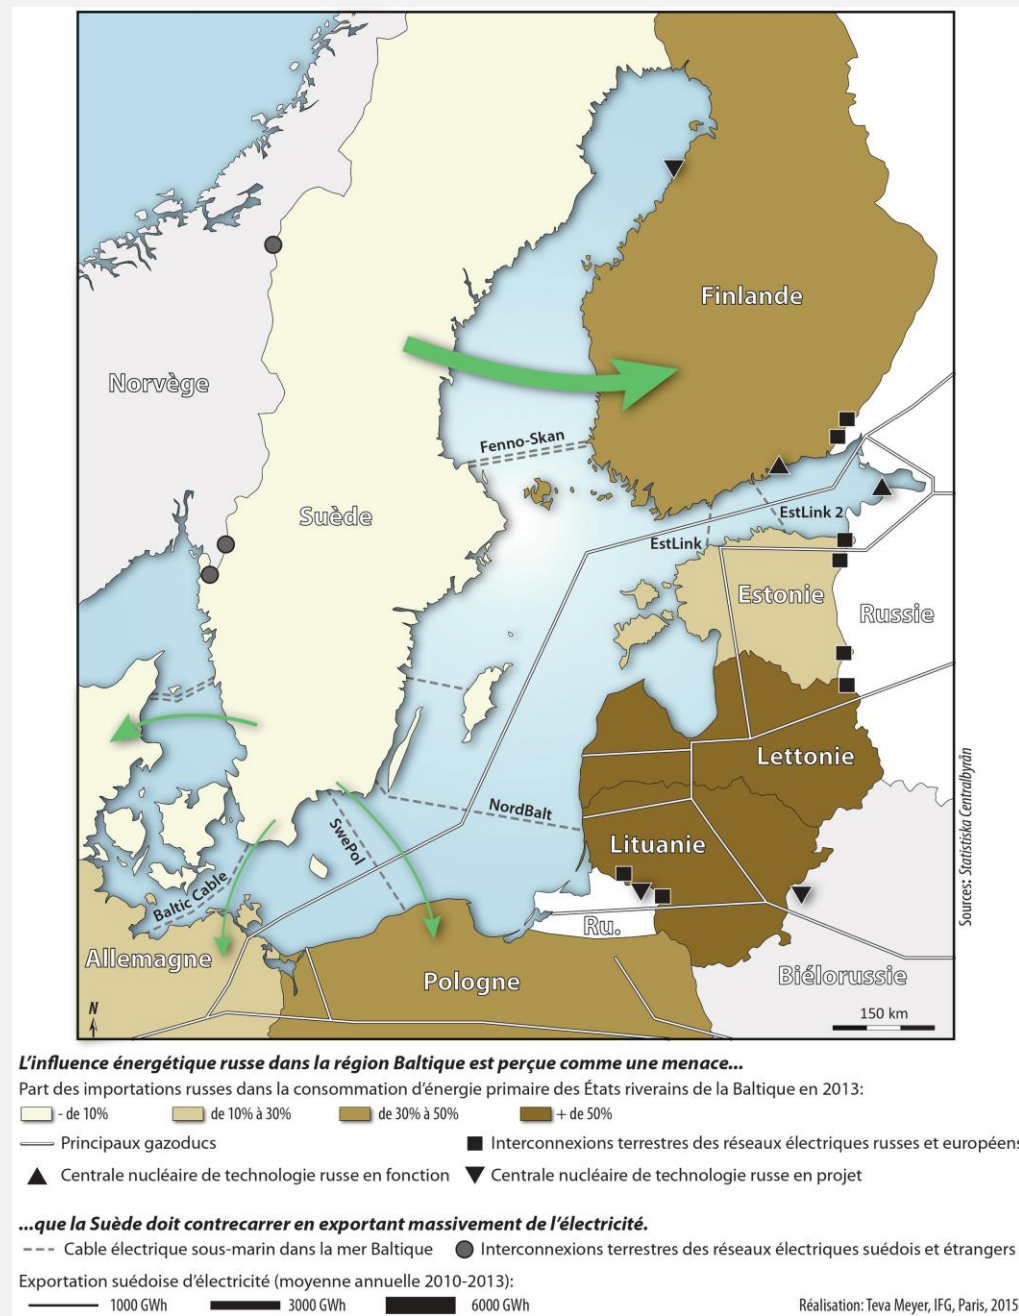 Finlande
Norvège
Fenno-Skan
Suède
EstLink 2
EstLink
Estonie
Russie
Lettonie
NordBalt
SwePol
Lituanie
Baltic Cable
Ru.
Allemagne
Pologne
Biélorussie
N
150 km
Sources: Statistiska Centralbyrån
L'influence énergétique russe dans la région Baltique est perçue comme une menace...
Part des importations russes dans la consommation d'énergie primaire des États riverains de la Baltique en 2013:
- de 10% de 10% à 30% de 30% à 50% + de 50%
Principaux gazoducs Interconnexions terrestres des réseaux électriques russes et européens
Centrale nucléaire de technologie russe en fonction Centrale nucléaire de technologie russe en projet
...que la Suède doit contrecarrer en exportant massivement de l'électricité.
Cable électrique sous-marin dans la mer Baltique Interconnexions terrestres des réseaux électriques suédois et étrangers
Exportation suédoise d'électricité (moyenne annuelle 2010-2013):
1000 GWh 3000 GWh 6000 GWh Réalisation: Teva Meyer, IFG, Paris, 2015